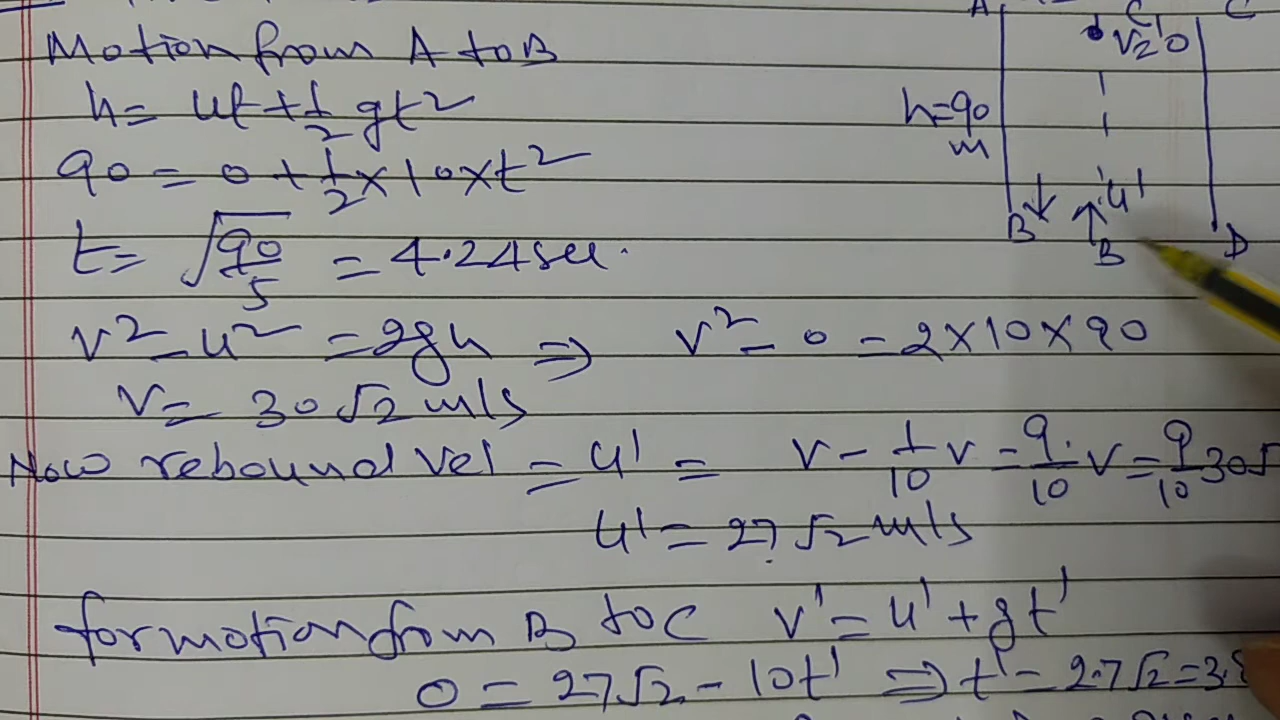 Motion from A to B
h = ut + 1/2 gt²
90 = 0 + 1/2 × 10 × t²
t = √90/5 = 4.24 sec.
v² - u² = 2gh ⇒ v² - 0 = 2×10×90
v = 30√2 m/s
Now rebound vel = u' = v - 1/10 v = 9/10 v = 9/10 30√
u' = 27√2 m/s
for motion from B to C v' = u' + gt'
0 = 27√2 - 10t' ⇒ t' = 2.7√2 = 3.8
A
C'
C
v=0
h=90
m
u'
B
B
D